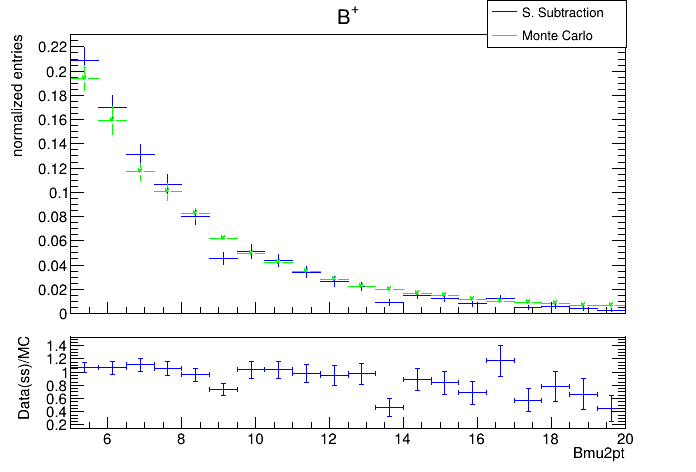 B+
S. Subtraction
Monte Carlo
normalized entries
0.22
0.2
0.18
0.16
0.14
0.12
0.1
0.08
0.06
0.04
0.02
0
Data(ss)/MC
1.4
1.2
1
0.8
0.6
0.4
0.2
6 8 10 12 14 16 18 20
Bmu2pt